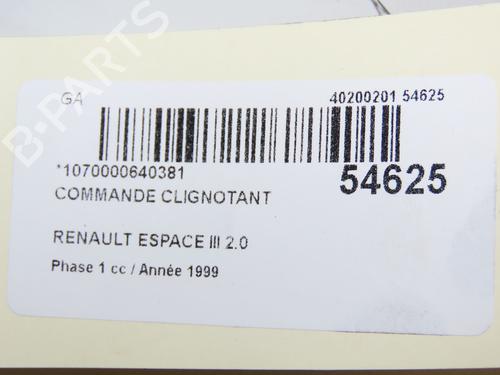 GA 40200201 54625
*1070000640381 54625
COMMANDE CLIGNOTANT
RENAULT ESPACE III 2.0
Phase 1 cc / Année 1999
B-PARTS